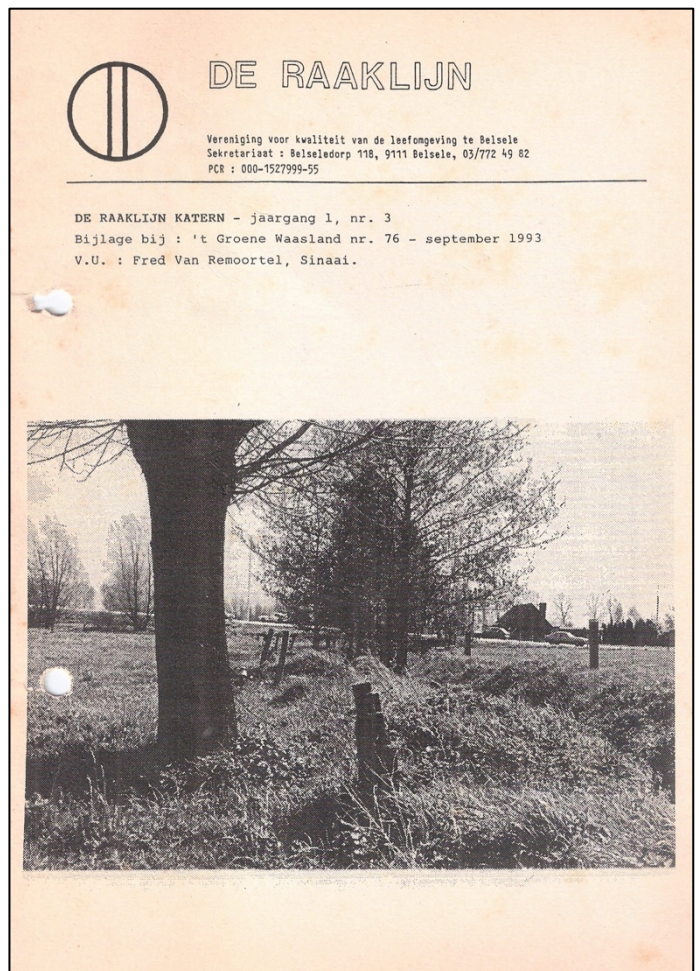 DE RAAKLIJN
Vereniging voor kwaliteit van de leefomgeving te Belsele
Sekretariaat : Belseledorp 118, 9111 Belsele, 03/772 49 82
PCR : 000-1527999-55
DE RAAKLIJN KATERN - jaargang 1, nr. 3
Bijlage bij : 't Groene Waasland nr. 76 - september 1993
V.U. : Fred Van Remoortel, Sinaai.